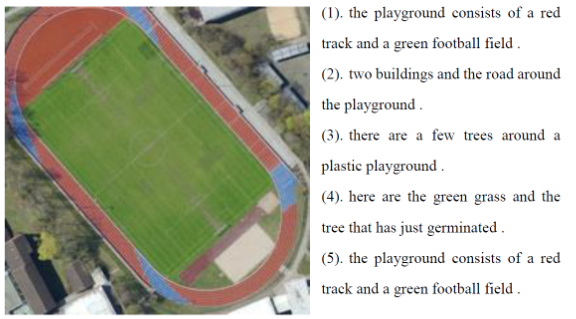 (1). the playground consists of a red
track and a green football field .
(2). two buildings and the road around
the playground .
(3). there are a few trees around a
plastic playground .
(4). here are the green grass and the
tree that has just germinated .
(5). the playground consists of a red
track and a green football field .